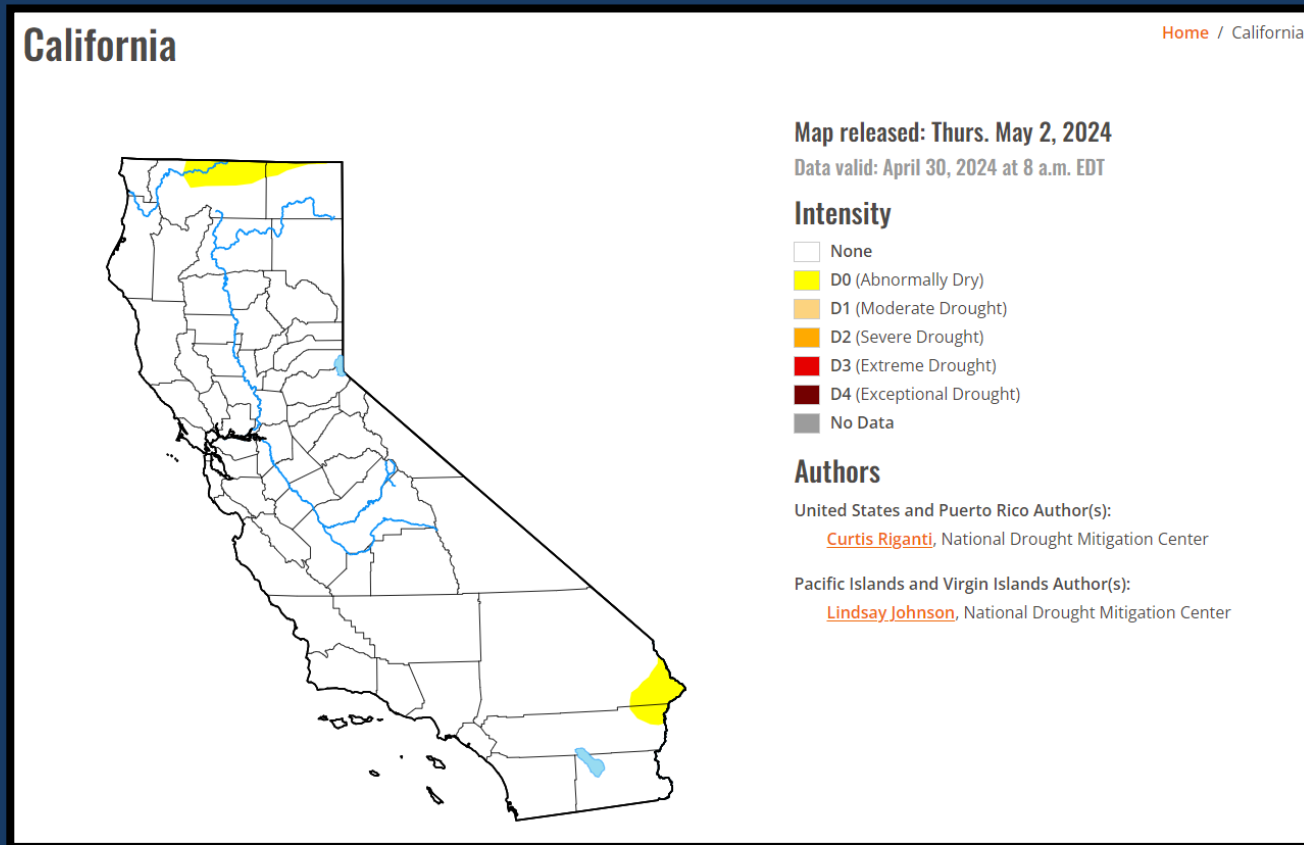 California
Home / California
Map released: Thurs. May 2, 2024
Data valid: April 30, 2024 at 8 a.m. EDT
Intensity
None
D0 (Abnormally Dry)
D1 (Moderate Drought)
D2 (Severe Drought)
D3 (Extreme Drought)
D4 (Exceptional Drought)
No Data
Authors
United States and Puerto Rico Author(s):
Curtis Riganti, National Drought Mitigation Center
Pacific Islands and Virgin Islands Author(s):
Lindsay Johnson, National Drought Mitigation Center